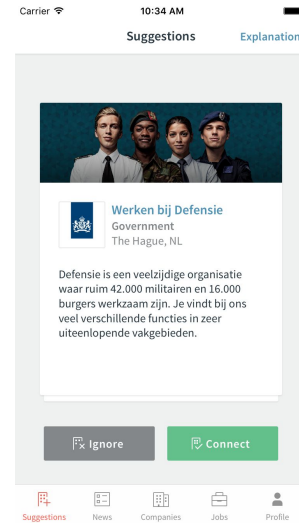 Carrier 10:34 AM
Suggestions Explanation
Werken bij Defensie
Government
The Hague, NL
Defensie is een veelzijdige organisatie
waar ruim 42.000 militairen en 16.000
burgers werkzaam zijn. Je vindt bij ons
veel verschillende functies in zeer
uiteenlopende vakgebieden.
Ignore Connect
Suggestions News Companies Jobs Profile